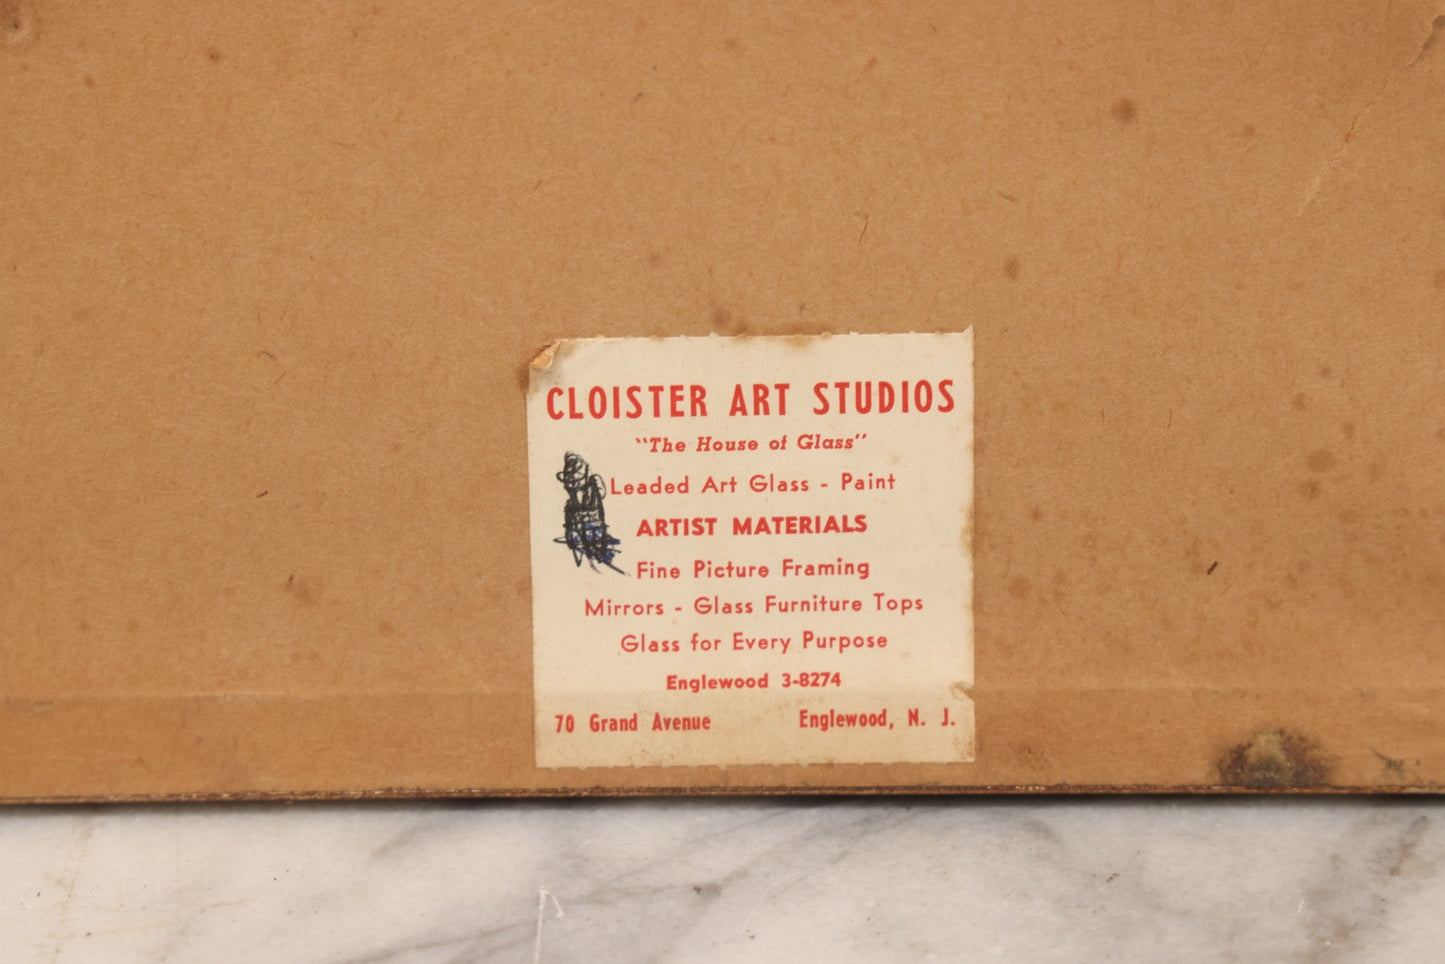 CLOISTER ART STUDIOS
"The House of Glass"
Leaded Art Glass - Paint
ARTIST MATERIALS
Fine Picture Framing
Mirrors - Glass Furniture Tops
Glass for Every Purpose
Englewood 3-8274
70 Grand Avenue Englewood, N. J.